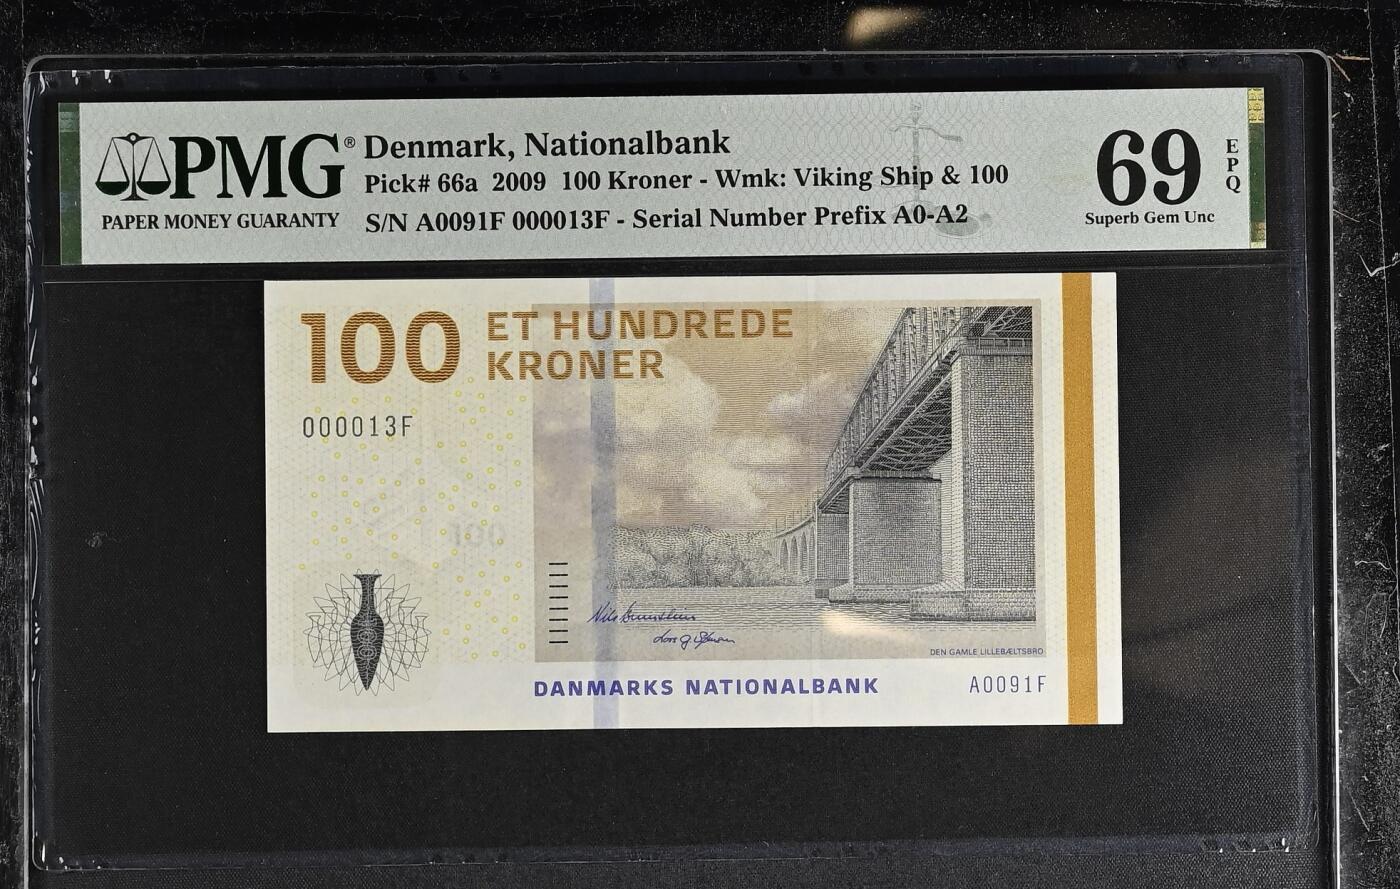 PMG®
PAPER MONEY GUARANTY
Denmark, Nationalbank
Pick# 66a 2009 100 Kroner - Wmk: Viking Ship & 100
S/N A0091F 000013F - Serial Number Prefix A0-A2
69
EPQ
Superb Gem Unc
100
ET HUNDREDE
KRONER
000013F
100
DEN GAMLE LILLEBÆLTSBRO
DANMARKS NATIONALBANK
A0091F